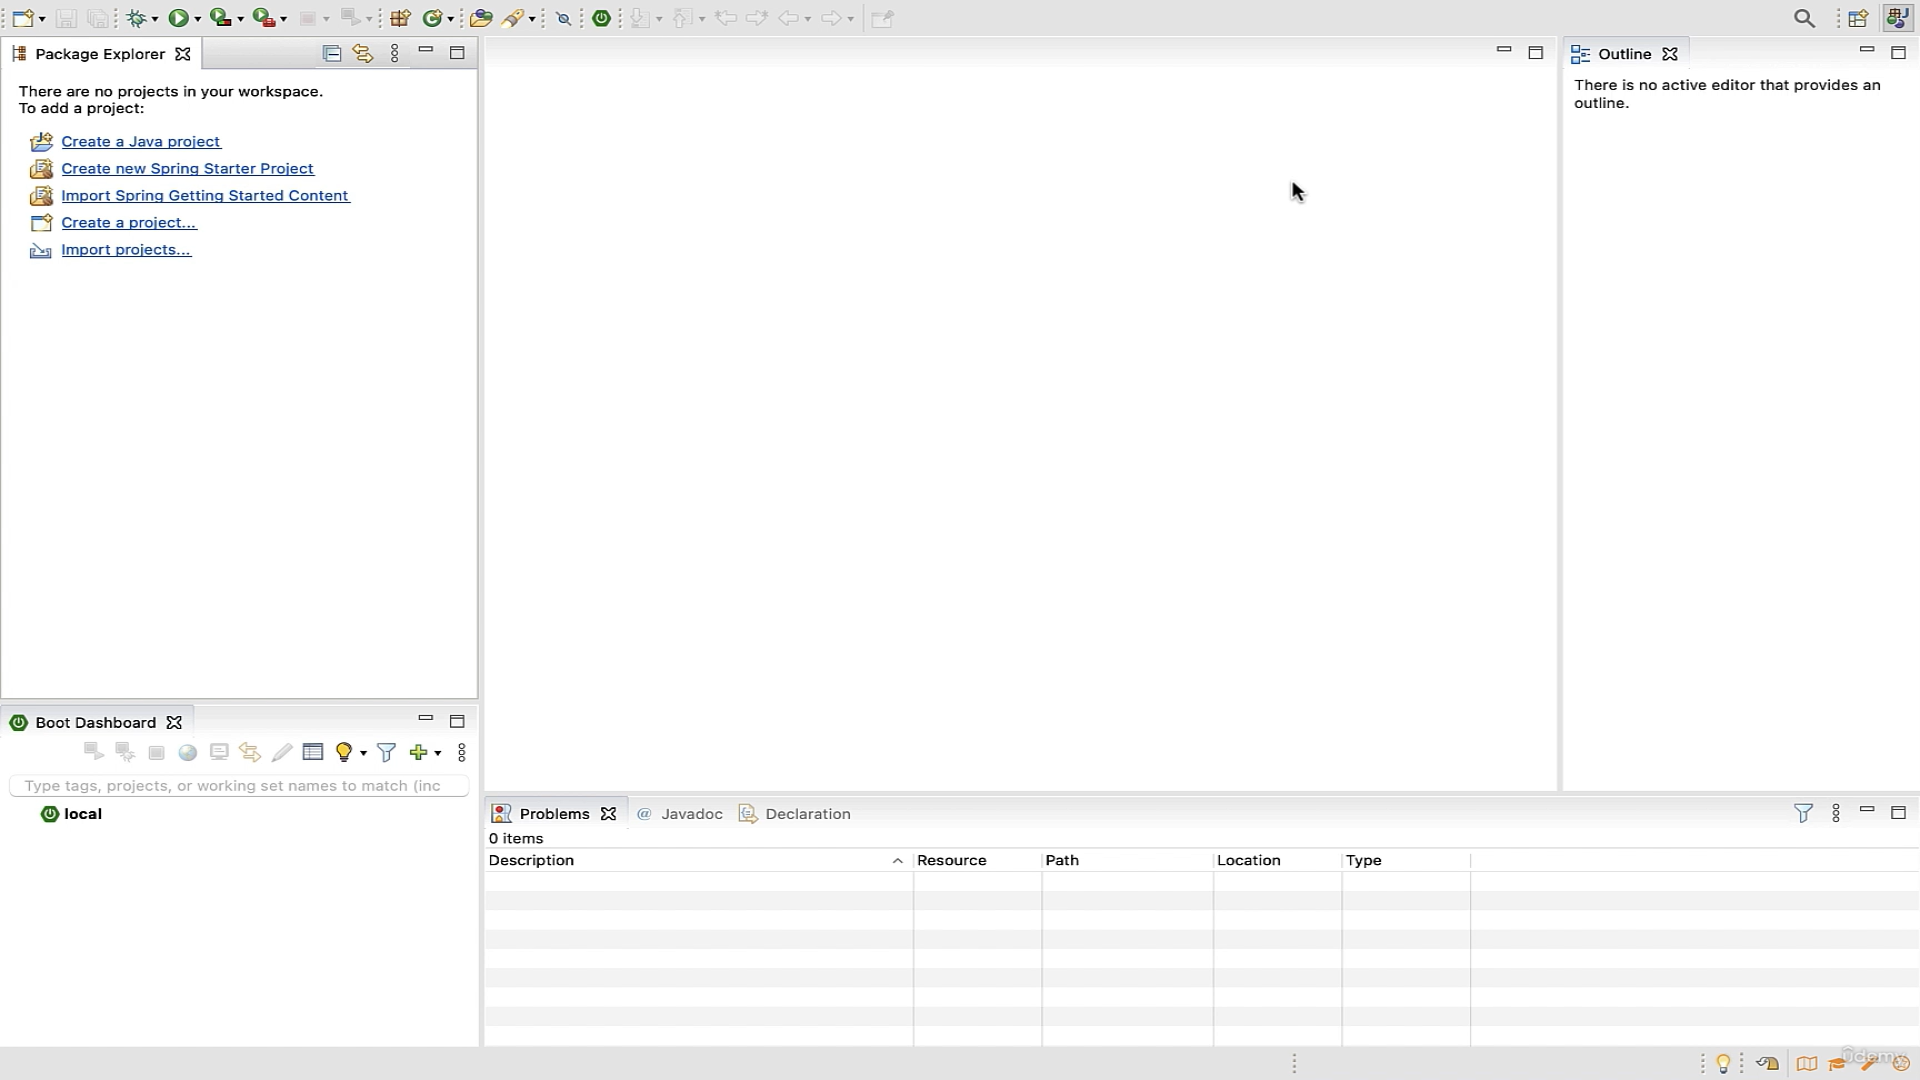 Package Explorer
There are no projects in your workspace.
To add a project:
Create a Java project
Create new Spring Starter Project
Import Spring Getting Started Content
Create a project...
Import projects...
Outline
There is no active editor that provides an
outline.
Boot Dashboard
Type tags, projects, or working set names to match (inc
local
Problems @ Javadoc Declaration
0 items
Description Resource Path Location Type
ûdemy